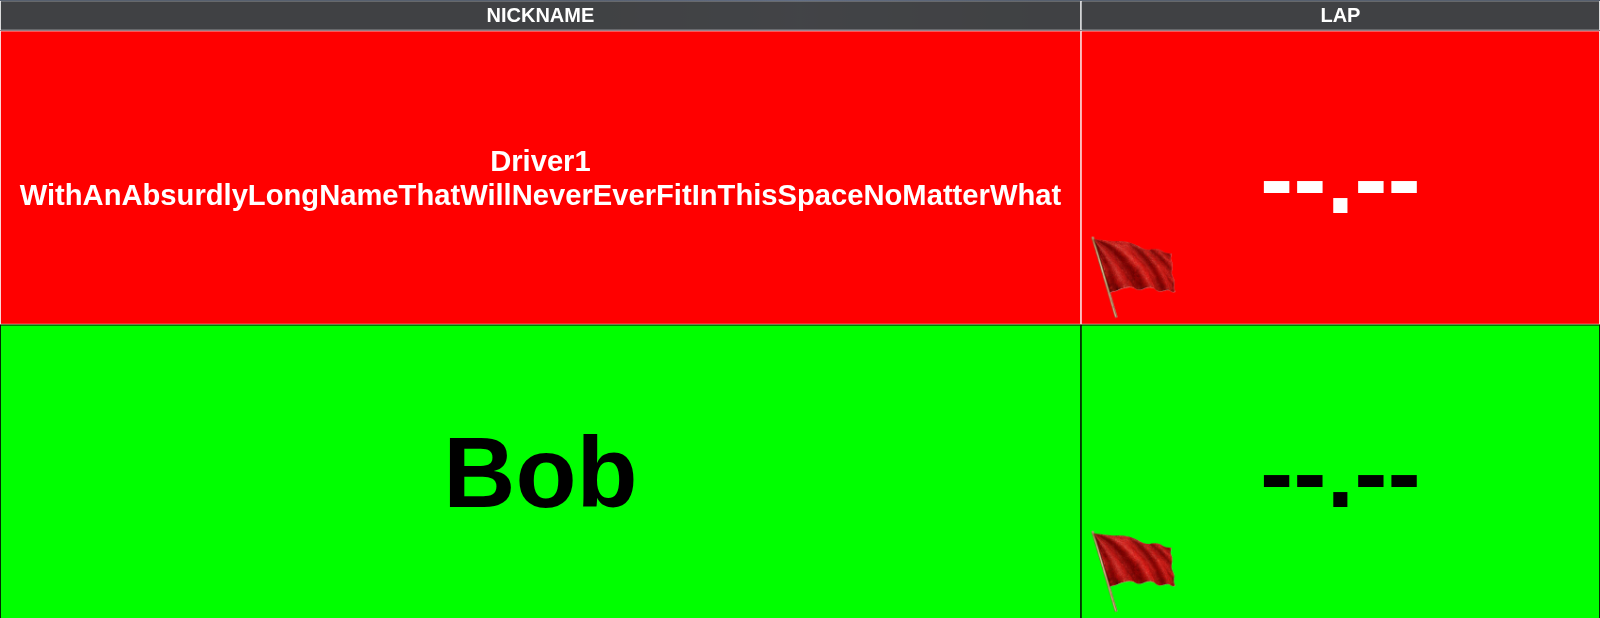 NICKNAME LAP
Driver1
WithAnAbsurdlyLongNameThatWillNeverEverFitInThisSpaceNoMatterWhat
--.--
Bob
--.--